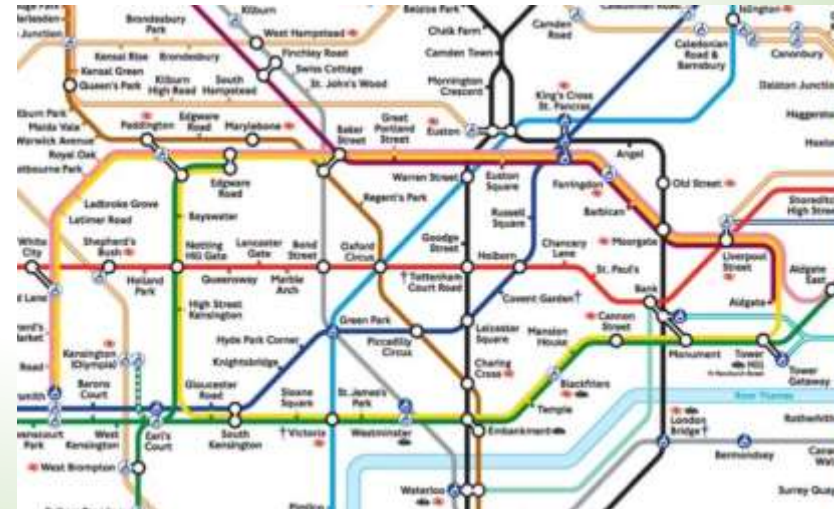 Kilburn
Belsize Park
Islington
Brondesbury
Park
West Hampstead
Chalk Farm
Camden
Road
Junction
Finchley Road
Caledonian
Road &
Barnsbury
Canonbury
Kensal Rise
Brondesbury
Swiss Cottage
Camden Town
Kensal Green
St. John's Wood
Queen's Park
Kilburn
High Road
South
Hampstead
Mornington
Crescent
King's Cross
St. Pancras
Dalston Junction
Maida Vale
Warwick Avenue
Paddington
Edgware
Road
Marylebone
Baker
Street
Great
Portland
Street
Euston
Royal Oak
Angel
Warren Street
Euston
Square
Farringdon
Old Street
Edgware
Road
Regent's Park
Barbican
Ladbroke Grove
Russell
Square
Shoreditch
High Street
Latimer Road
Bayswater
Moorgate
White
City
Shepherd's
Bush
Notting
Hill Gate
Lancaster
Gate
Bond
Street
Oxford
Circus
Goodge
Street
Holborn
Chancery
Lane
Liverpool
Street
Aldgate
East
Holland
Park
Queensway
Marble
Arch
Tottenham
Court Road
St. Paul's
Bank
High Street
Kensington
Covent Garden
Aldgate
Green Park
Leicester
Square
Cannon
Street
Hyde Park Corner
Piccadilly
Circus
Mansion
House
Kensington
(Olympia)
Knightsbridge
Monument
Tower
Hill
Tower
Gateway
Charing
Cross
Barons
Court
Gloucester
Road
Sloane
Square
St. James's
Park
Blackfriars
River Thames
Temple
London
Bridge
West
Kensington
Earl's
Court
South
Kensington
Victoria
Westminster
Embankment
Bermondsey
West Brompton
Waterloo
Surrey Quays
Pimlico